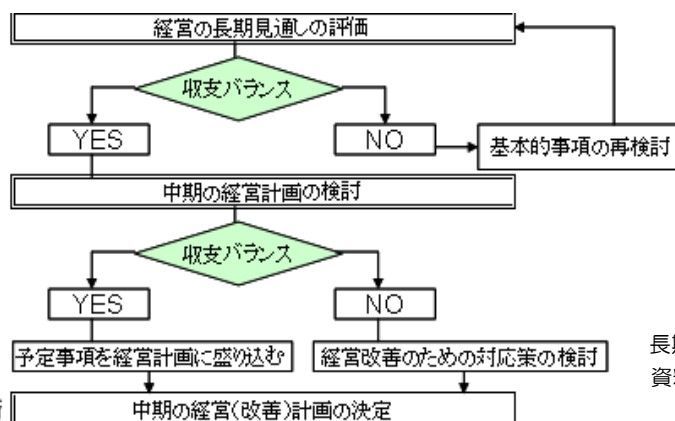 経営の長期見通しの評価
収支バランス
YES
NO
基本的事項の再検討
中期の経営計画の検討
収支バランス
YES
NO
予定事項を経営計画に盛り込む
経営改善のための対応策の検討
長期
資料
中期の経営(改善)計画の決定